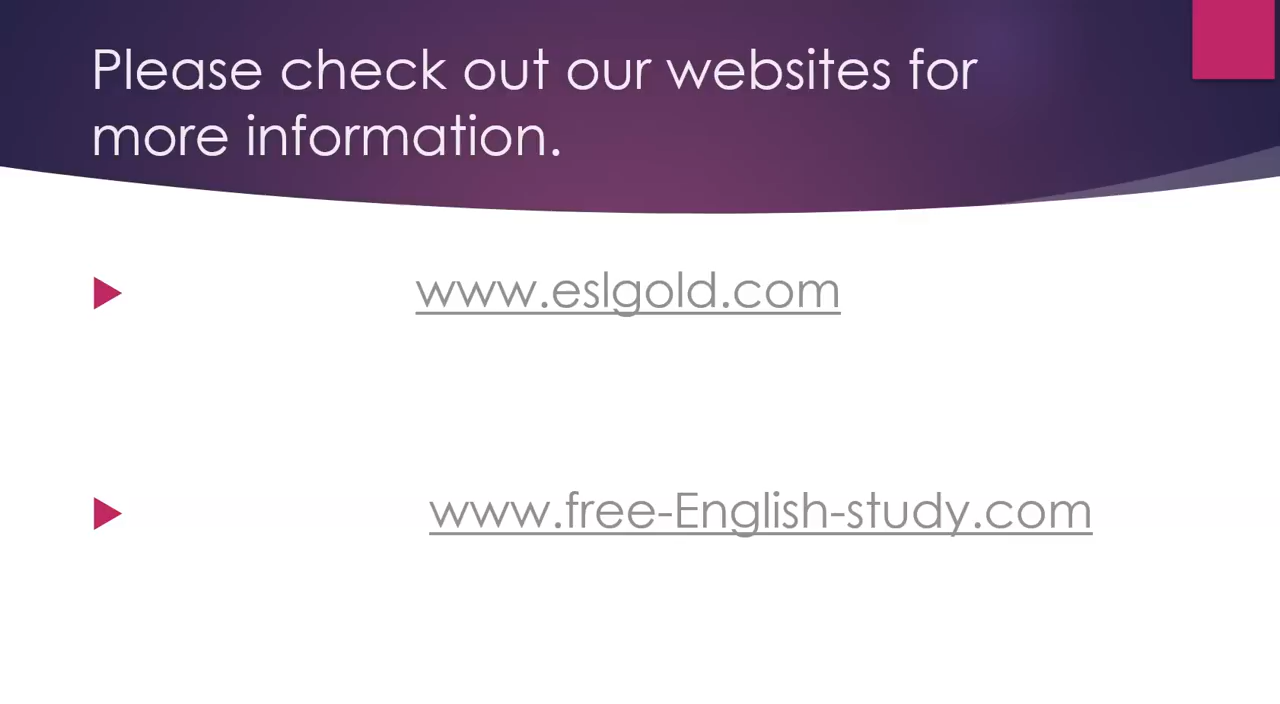 Please check out our websites for
more information.
www.eslgold.com
www.free-English-study.com